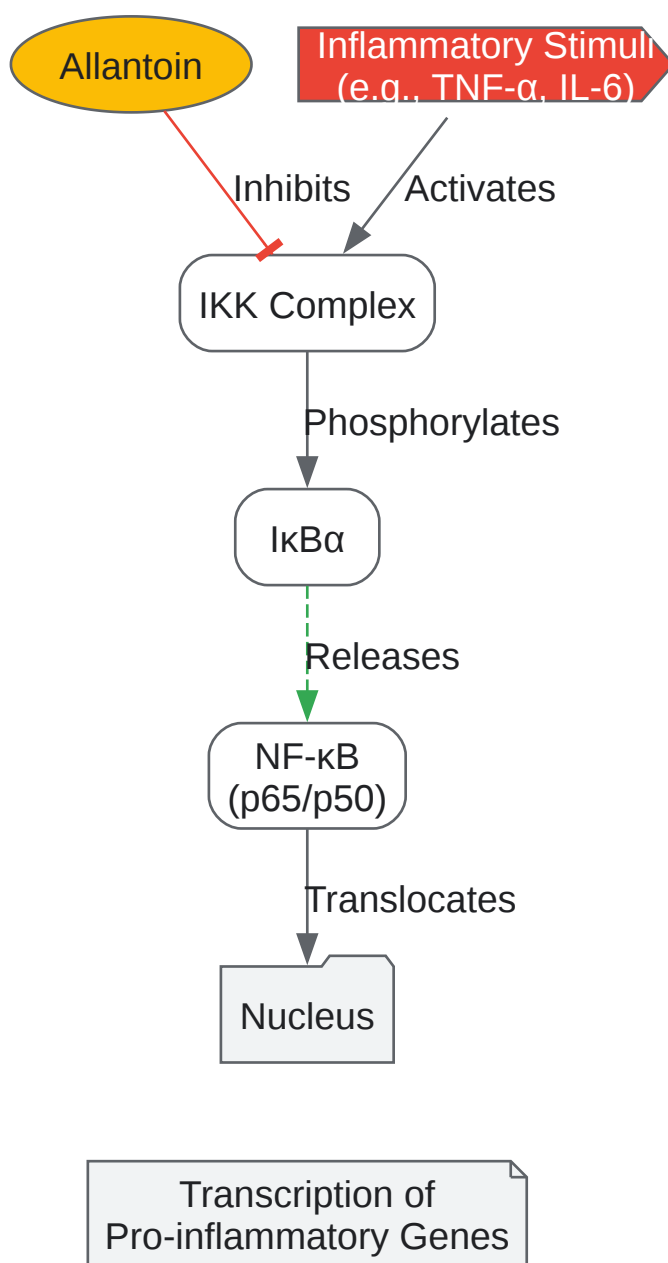 Allantoin
Inflammatory Stimuli
(e.g., TNF-α, IL-6)
Inhibits
Activates
IKK Complex
Phosphorylates
IκBα
Releases
NF-κB
(p65/p50)
Translocates
Nucleus
Transcription of
Pro-inflammatory Genes